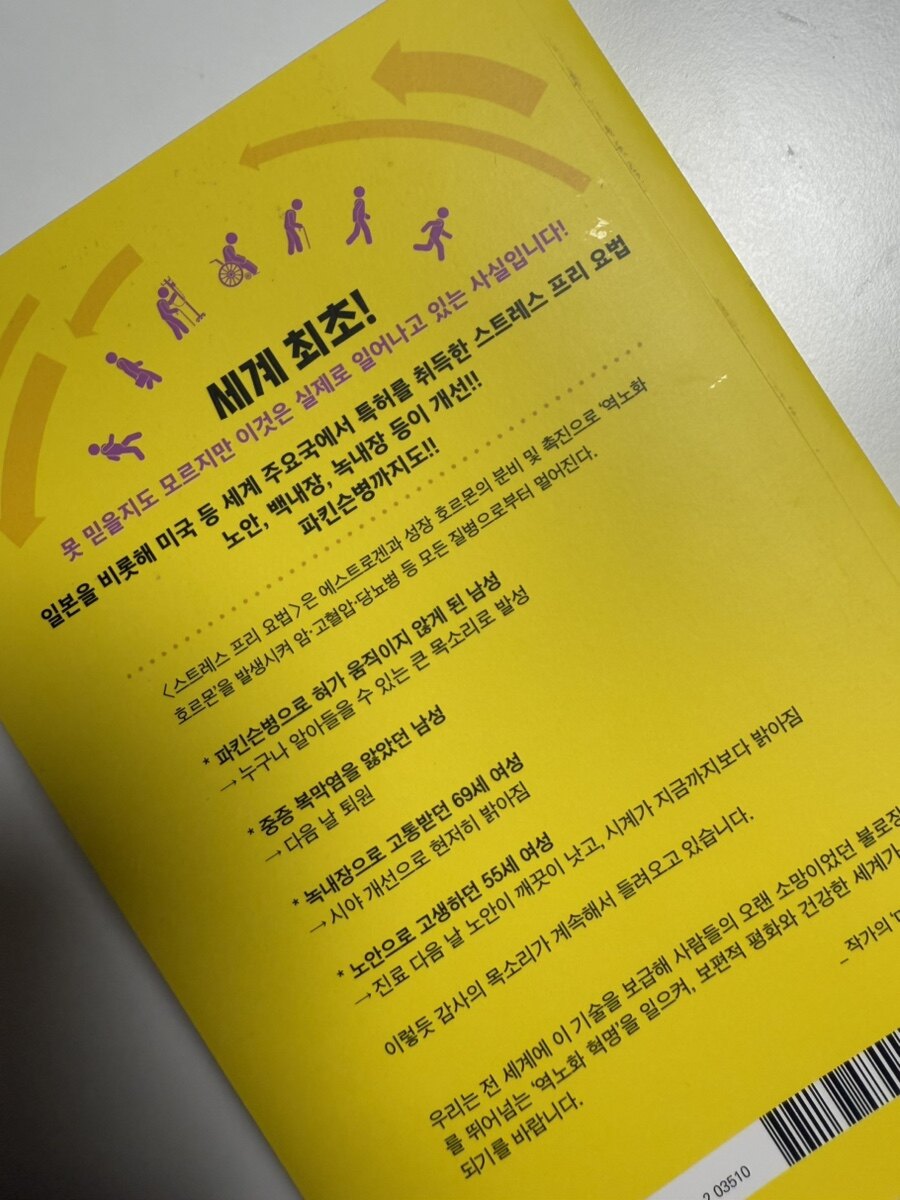 세계 최초!
못 믿을지도 모르지만 이것은 실제로 일어나고 있는 사실입니다!
일본을 비롯해 미국 등 세계 주요국에서 특허를 취득한 스트레스 프리 요법
노안, 백내장, 녹내장 등이 개선!!
파킨슨병까지도!!
〈스트레스 프리 요법〉은 에스트로겐과 성장 호르몬의 분비 및 촉진으로 ‘역노화
호르몬’을 발생시켜 암·고혈압·당뇨병 등 모든 질병으로부터 멀어진다.
* 파킨슨병으로 혀가 움직이지 않게 된 남성
→ 누구나 알아들을 수 있는 큰 목소리로 발성
* 중증 복막염을 앓았던 남성
→ 다음 날 퇴원
* 녹내장으로 고통받던 69세 여성
→ 시야 개선으로 현저히 밝아짐
* 노안으로 고생하던 55세 여성
→ 진료 다음 날 노안이 깨끗이 낫고, 시계가 지금까지보다 밝아짐
이렇듯 감사의 목소리가 계속해서 들려오고 있습니다.
우리는 전 세계에 이 기술을 보급해 사람들의 오랜 소망이었던 불로장
를 뛰어넘는 ‘역노화 혁명’을 일으켜, 보편적 평화와 건강한 세계가
되기를 바랍니다.
_작가의
03510